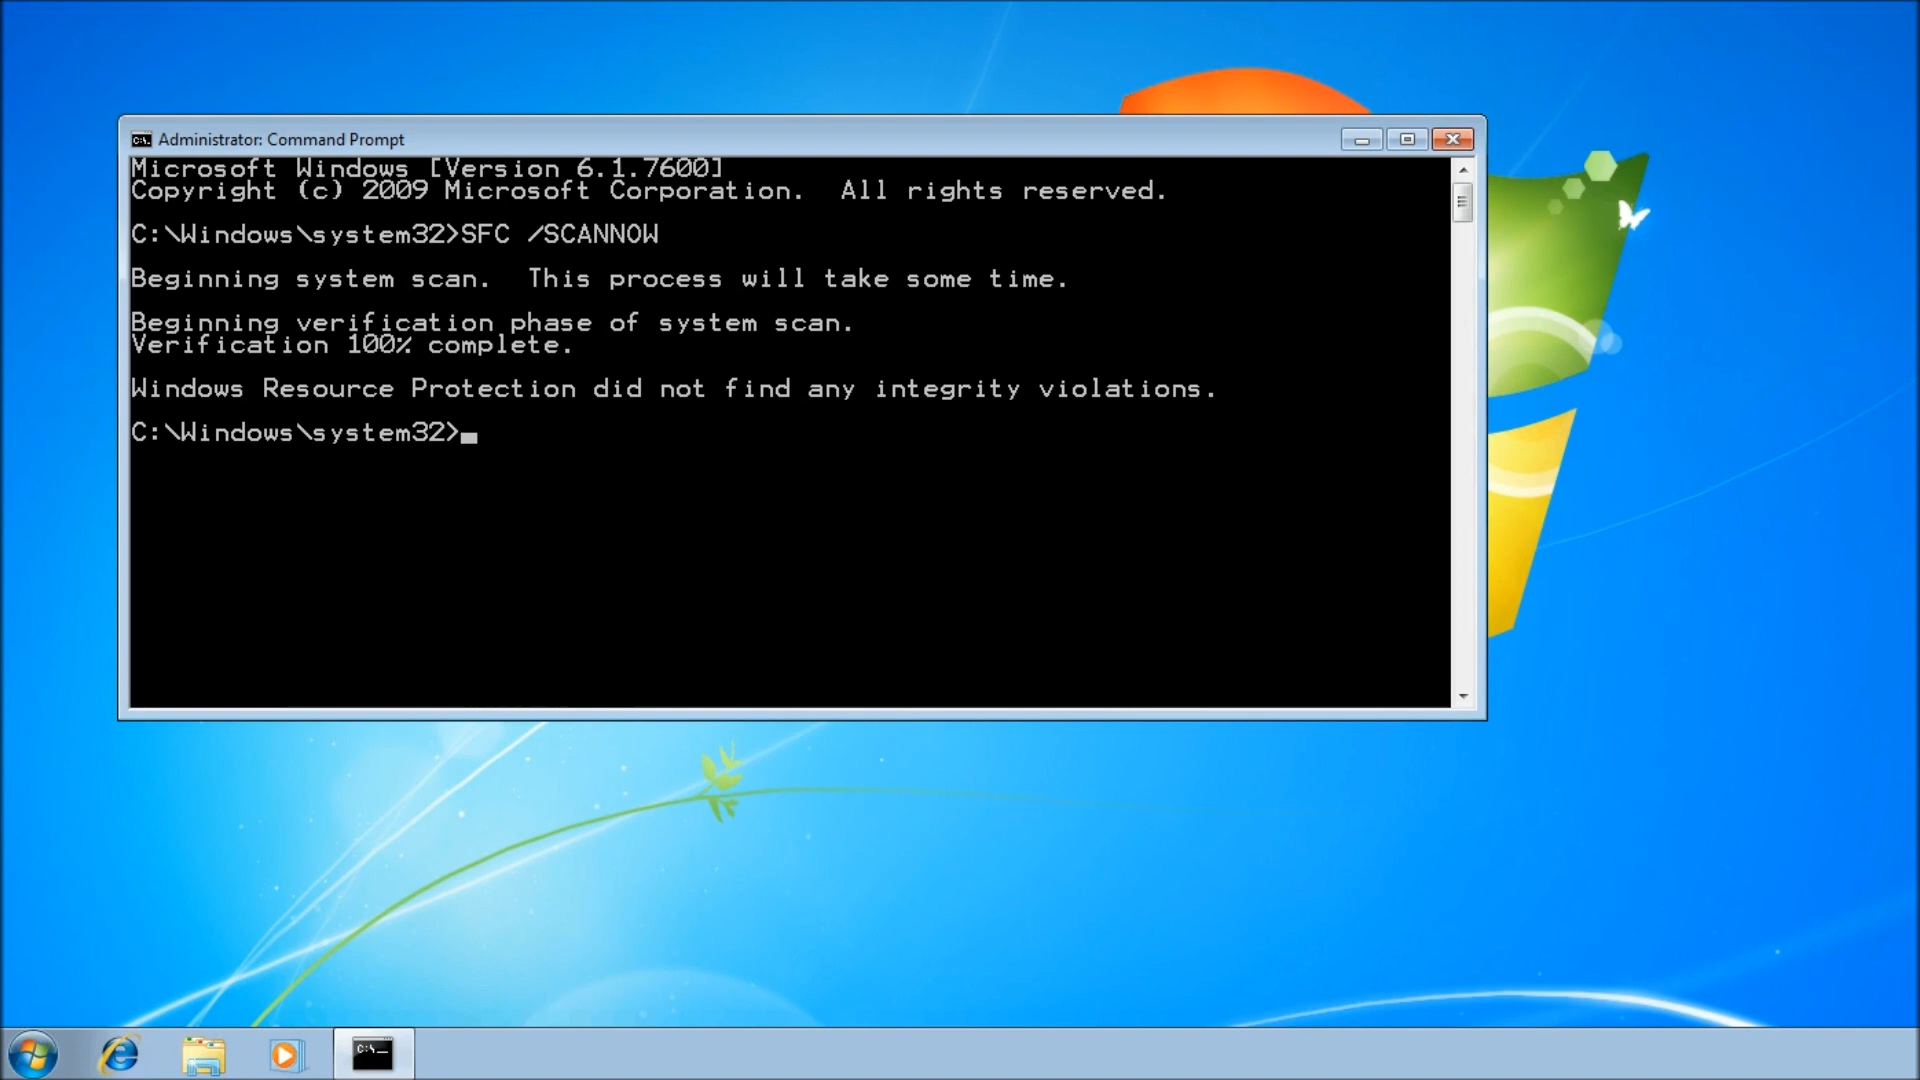 Administrator: Command Prompt
Microsoft Windows [Version 6.1.7600]
Copyright (c) 2009 Microsoft Corporation.  All rights reserved.
C:\Windows\system32>SFC /SCANNOW
Beginning system scan.  This process will take some time.
Beginning verification phase of system scan.
Verification 100% complete.
Windows Resource Protection did not find any integrity violations.
C:\Windows\system32>